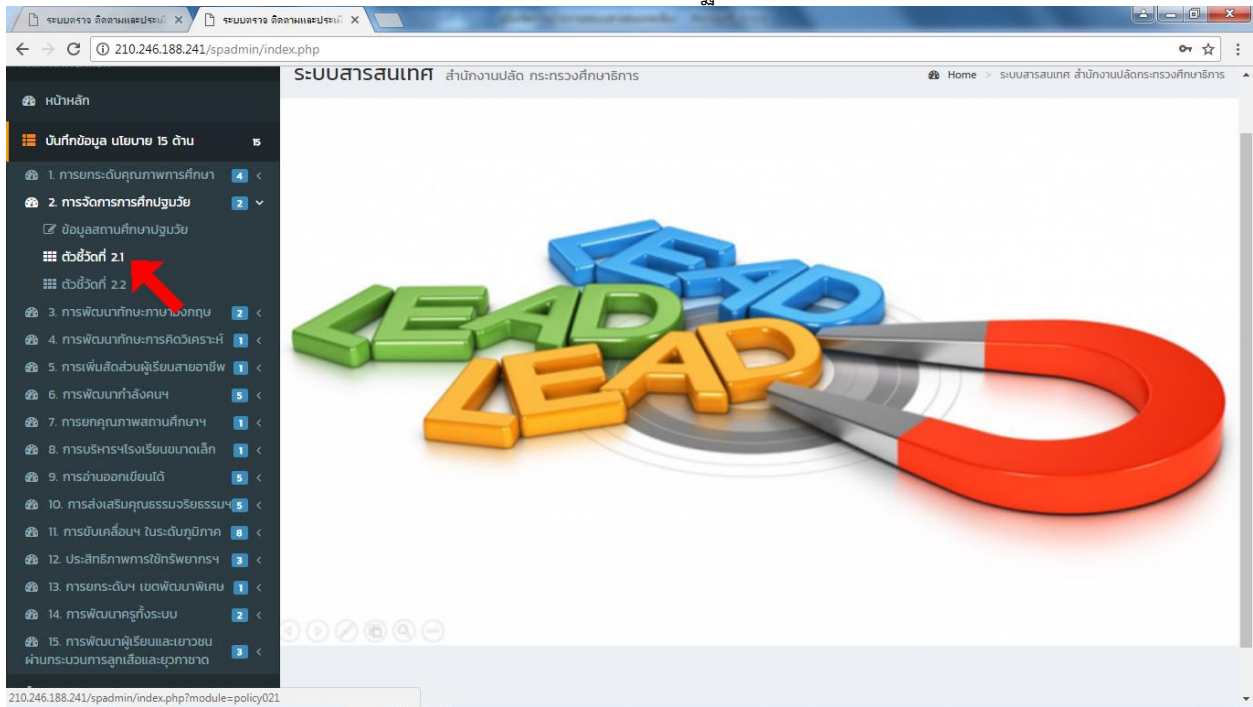 ระบบตรวจ ติดตามและประเมิ
ระบบตรวจ ติดตามและประเมิ
210.246.188.241/spadmin/index.php
ระบบสารสนเทศ สำนักงานปลัด กระทรวงศึกษาธิการ
Home > ระบบสารสนเทศ สำนักงานปลัดกระทรวงศึกษาธิการ
หน้าหลัก
บันทึกข้อมูล นโยบาย 15 ด้าน 15
1. การยกระดับคุณภาพการศึกษา 4
2. การจัดการการศึกปฐมวัย 2
ข้อมูลสถานศึกษาปฐมวัย
ตัวชี้วัดที่ 2.1
ตัวชี้วัดที่ 2.2
3. การพัฒนาทักษะภาษาอังกฤษ 2
4. การพัฒนาทักษะการคิดวิเคราะห์ 1
5. การเพิ่มสัดส่วนผู้เรียนสายอาชีพ 1
6. การพัฒนากำลังคนฯ 5
7. การยกคุณภาพสถานศึกษาฯ 1
8. การบริหารฯโรงเรียนขนาดเล็ก 1
9. การอ่านออกเขียนได้ 5
10. การส่งเสริมคุณธรรมจริยธรรมฯ 5
11. การขับเคลื่อนฯ ในระดับภูมิภาค 8
12. ประสิทธิภาพการใช้ทรัพยากรฯ 3
13. การยกระดับฯ เขตพัฒนาพิเศษ 1
14. การพัฒนาครูทั้งระบบ 2
15. การพัฒนาผู้เรียนและเยาวชน
ผ่านกระบวนการลูกเสือและยุวกาชาด 3
LEAD
LEAD
LEAD
210.246.188.241/spadmin/index.php?module=policy021